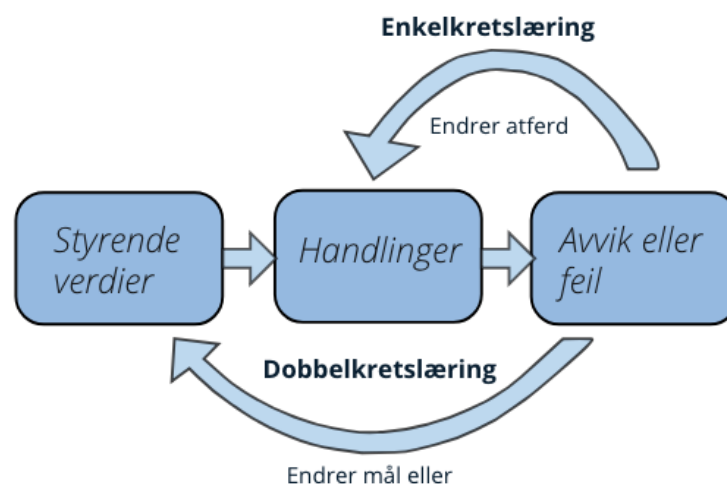 Enkelkretslæring
Endrer atferd
Styrende
verdier
Handlinger
Avvik eller
feil
Dobbelkretslæring
Endrer mål eller